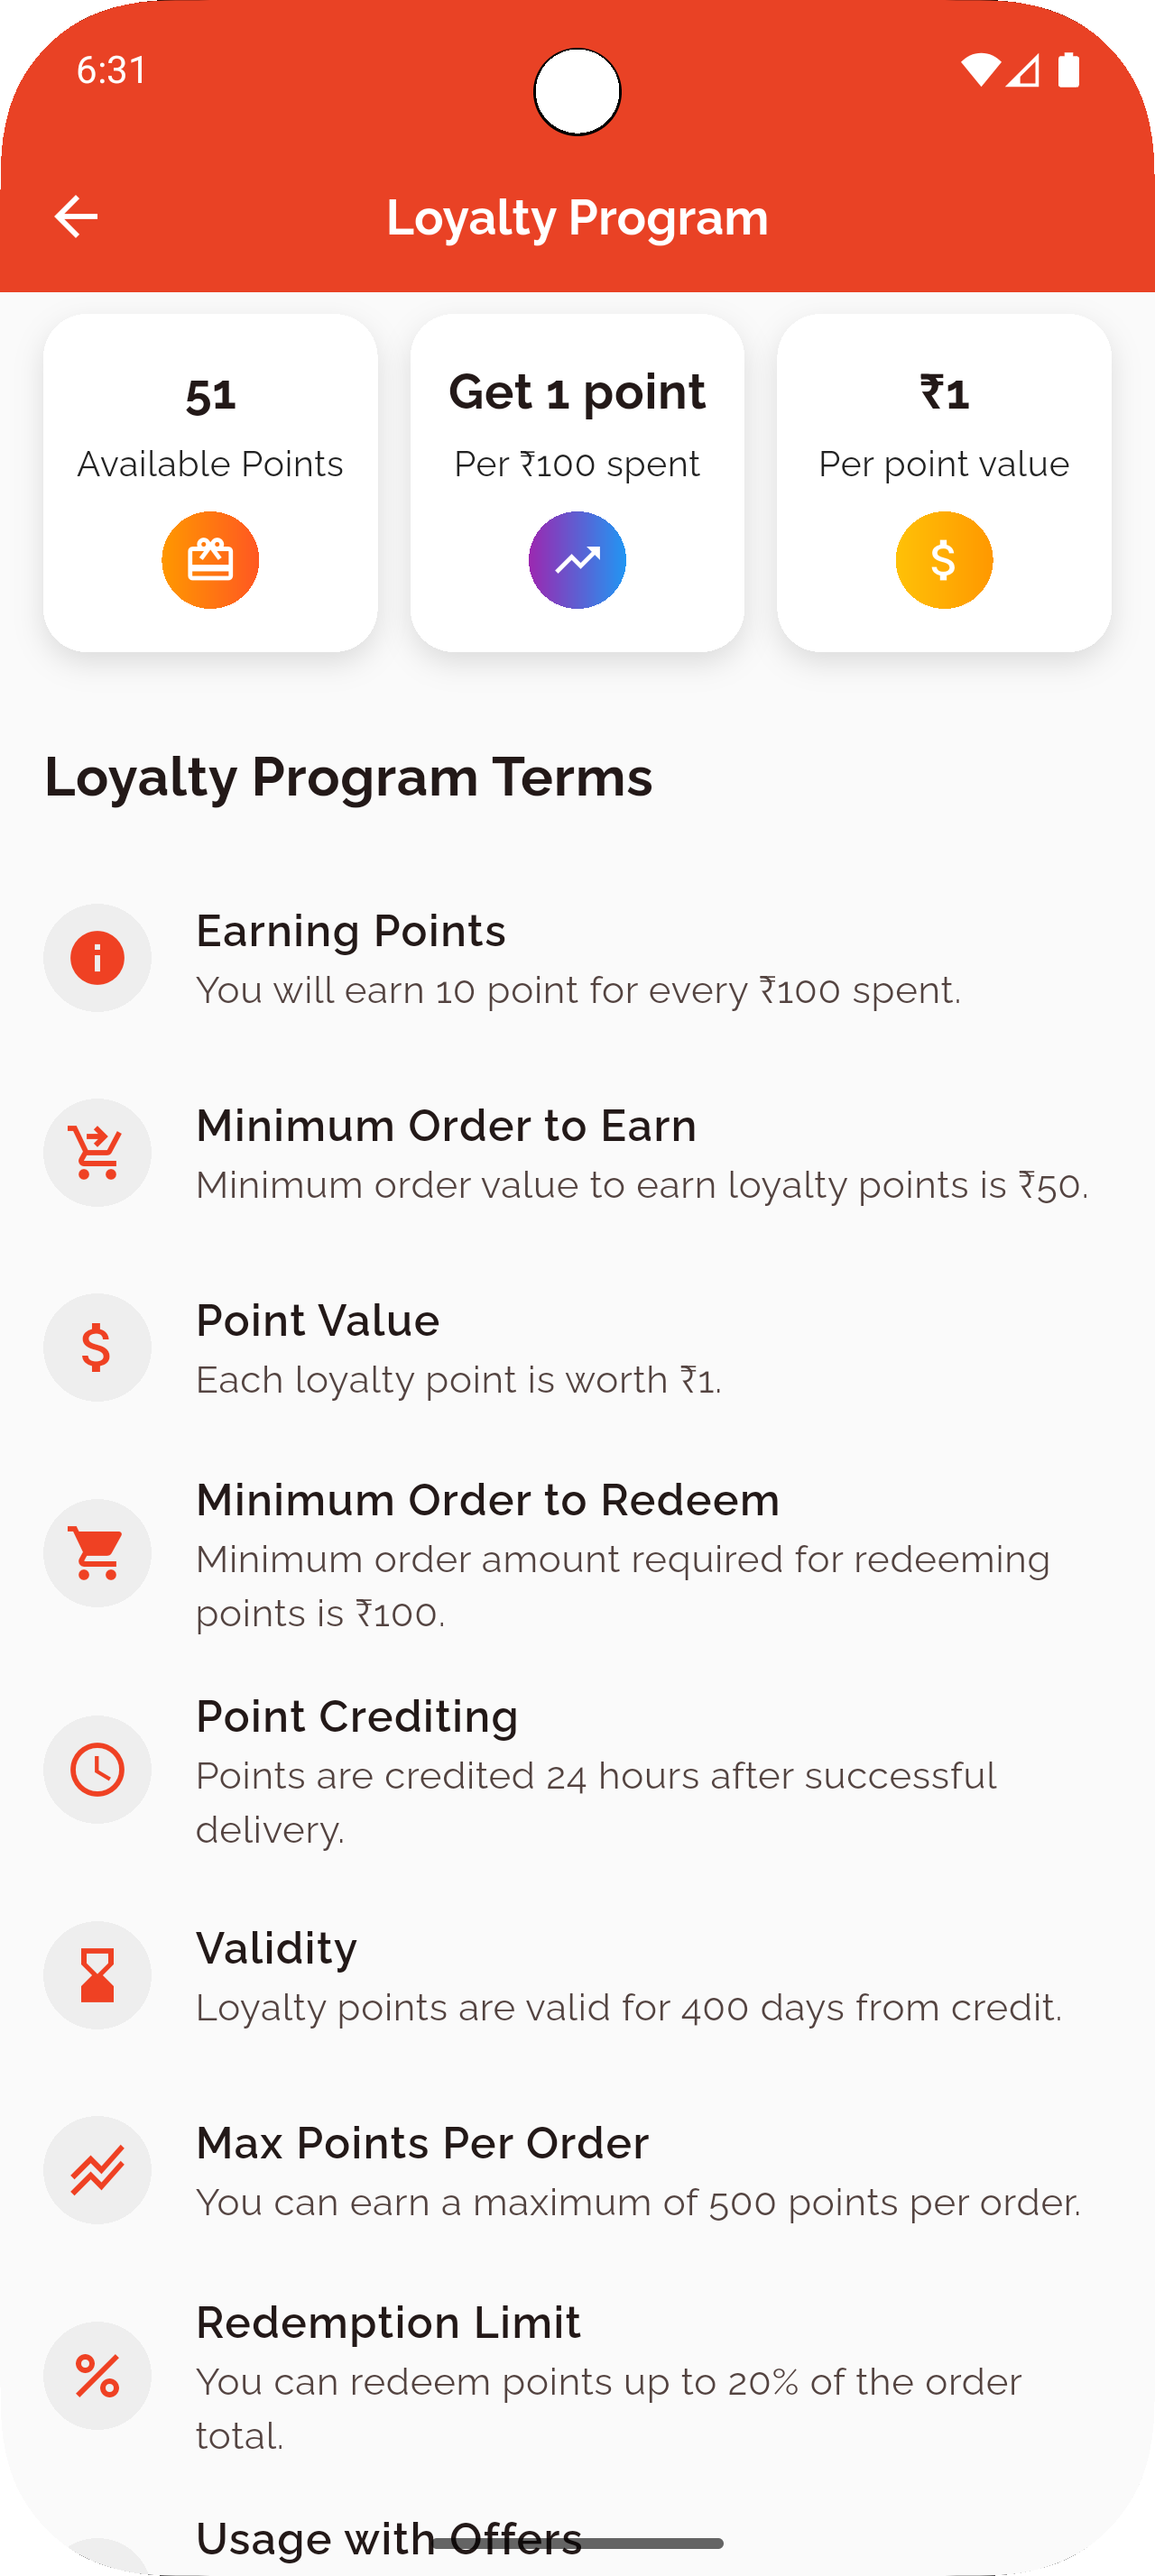 6:31
Loyalty Program
51
Available Points
Get 1 point
Per ₹100 spent
₹1
Per point value
Loyalty Program Terms
Earning Points
You will earn 10 point for every ₹100 spent.
Minimum Order to Earn
Minimum order value to earn loyalty points is ₹50.
Point Value
Each loyalty point is worth ₹1.
Minimum Order to Redeem
Minimum order amount required for redeeming
points is ₹100.
Point Crediting
Points are credited 24 hours after successful
delivery.
Validity
Loyalty points are valid for 400 days from credit.
Max Points Per Order
You can earn a maximum of 500 points per order.
Redemption Limit
You can redeem points up to 20% of the order
total.
Usage with Offers